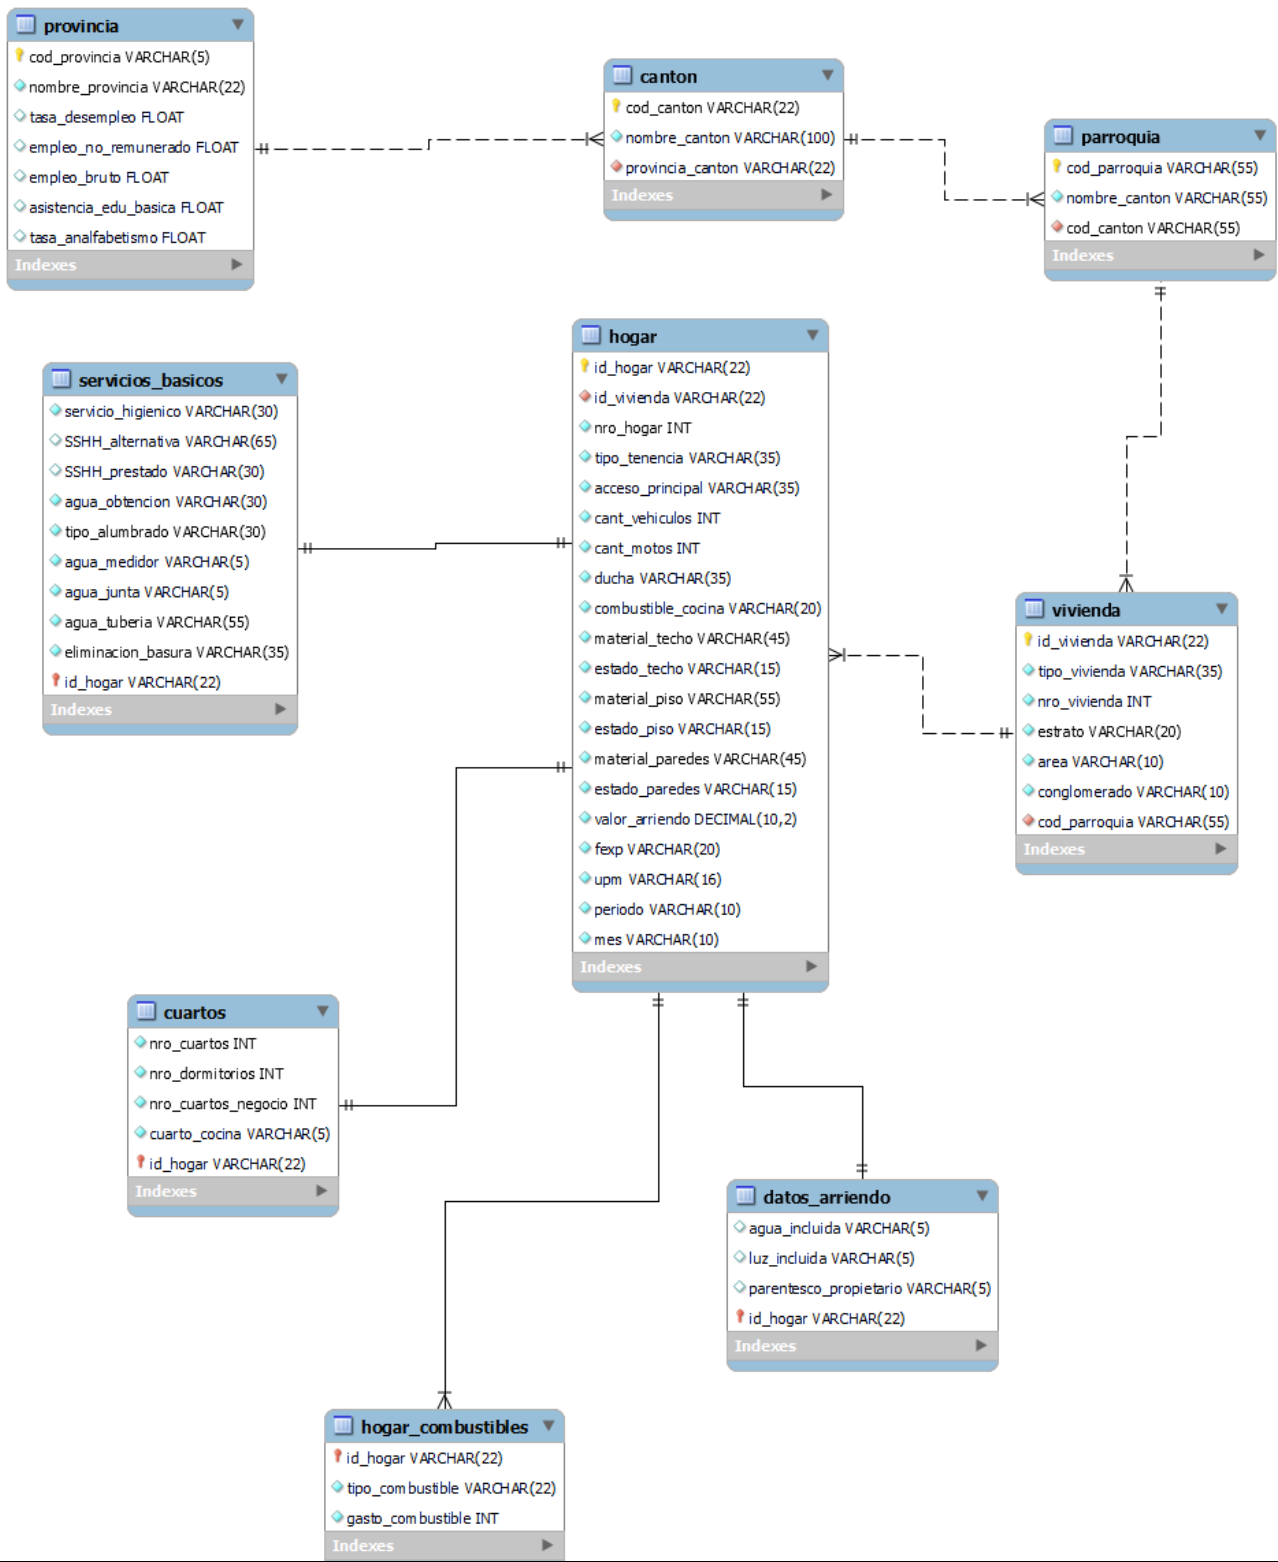 provincia
cod_provincia VARCHAR(5)
nombre_provincia VARCHAR(22)
tasa_desempleo FLOAT
empleo_no_remunerado FLOAT
empleo_bruto FLOAT
asistencia_edu_basica FLOAT
tasa_analfabetismo FLOAT
Indexes
canton
cod_canton VARCHAR(22)
nombre_canton VARCHAR(100)
provincia_canton VARCHAR(22)
Indexes
parroquia
cod_parroquia VARCHAR(55)
nombre_canton VARCHAR(55)
cod_canton VARCHAR(55)
Indexes
servicios_basicos
servicio_higienico VARCHAR(30)
SSHH_alternativa VARCHAR(65)
SSHH_prestado VARCHAR(30)
agua_obtencion VARCHAR(30)
tipo_alumbrado VARCHAR(30)
agua_medidor VARCHAR(5)
agua_junta VARCHAR(5)
agua_tuberia VARCHAR(55)
eliminacion_basura VARCHAR(35)
id_hogar VARCHAR(22)
Indexes
hogar
id_hogar VARCHAR(22)
id_vivienda VARCHAR(22)
nro_hogar INT
tipo_tenencia VARCHAR(35)
acceso_principal VARCHAR(35)
cant_vehiculos INT
cant_motos INT
ducha VARCHAR(35)
combustible_cocina VARCHAR(20)
material_techo VARCHAR(45)
estado_techo VARCHAR(15)
material_piso VARCHAR(55)
estado_piso VARCHAR(15)
material_paredes VARCHAR(45)
estado_paredes VARCHAR(15)
valor_arriendo DECIMAL(10,2)
fexp VARCHAR(20)
upm VARCHAR(16)
periodo VARCHAR(10)
mes VARCHAR(10)
Indexes
vivienda
id_vivienda VARCHAR(22)
tipo_vivienda VARCHAR(35)
nro_vivienda INT
estrato VARCHAR(20)
area VARCHAR(10)
conglomerado VARCHAR(10)
cod_parroquia VARCHAR(55)
Indexes
cuartos
nro_cuartos INT
nro_dormitorios INT
nro_cuartos_negocio INT
cuarto_cocina VARCHAR(5)
id_hogar VARCHAR(22)
Indexes
datos_arriendo
agua_incluida VARCHAR(5)
luz_incluida VARCHAR(5)
parentesco_propietario VARCHAR(5)
id_hogar VARCHAR(22)
Indexes
hogar_combustibles
id_hogar VARCHAR(22)
tipo_combustible VARCHAR(22)
gasto_combustible INT
Indexes